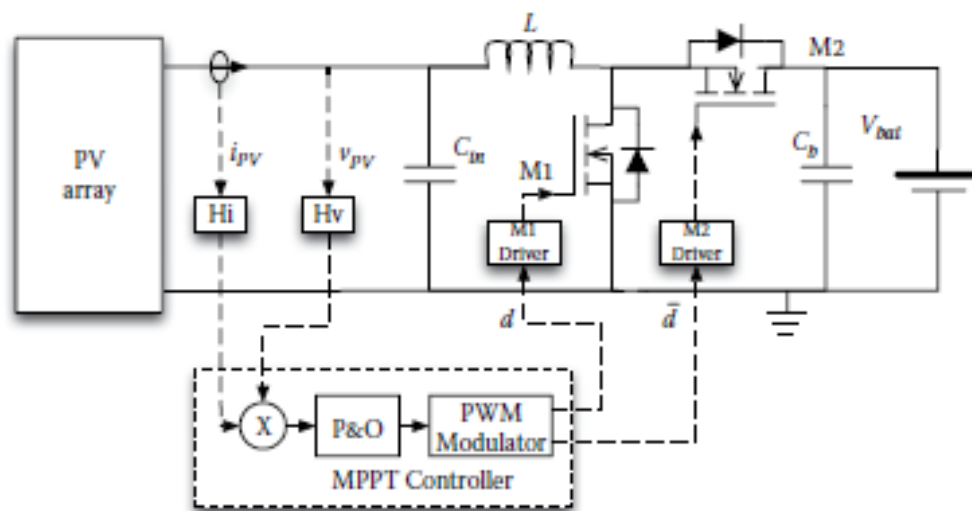 L
M2
PV
array
i_PV
v_PV
C_in
M1
C_b
V_bat
Hi
Hv
M1
Driver
M2
Driver
d
d̄
X
P&O
PWM
Modulator
MPPT Controller